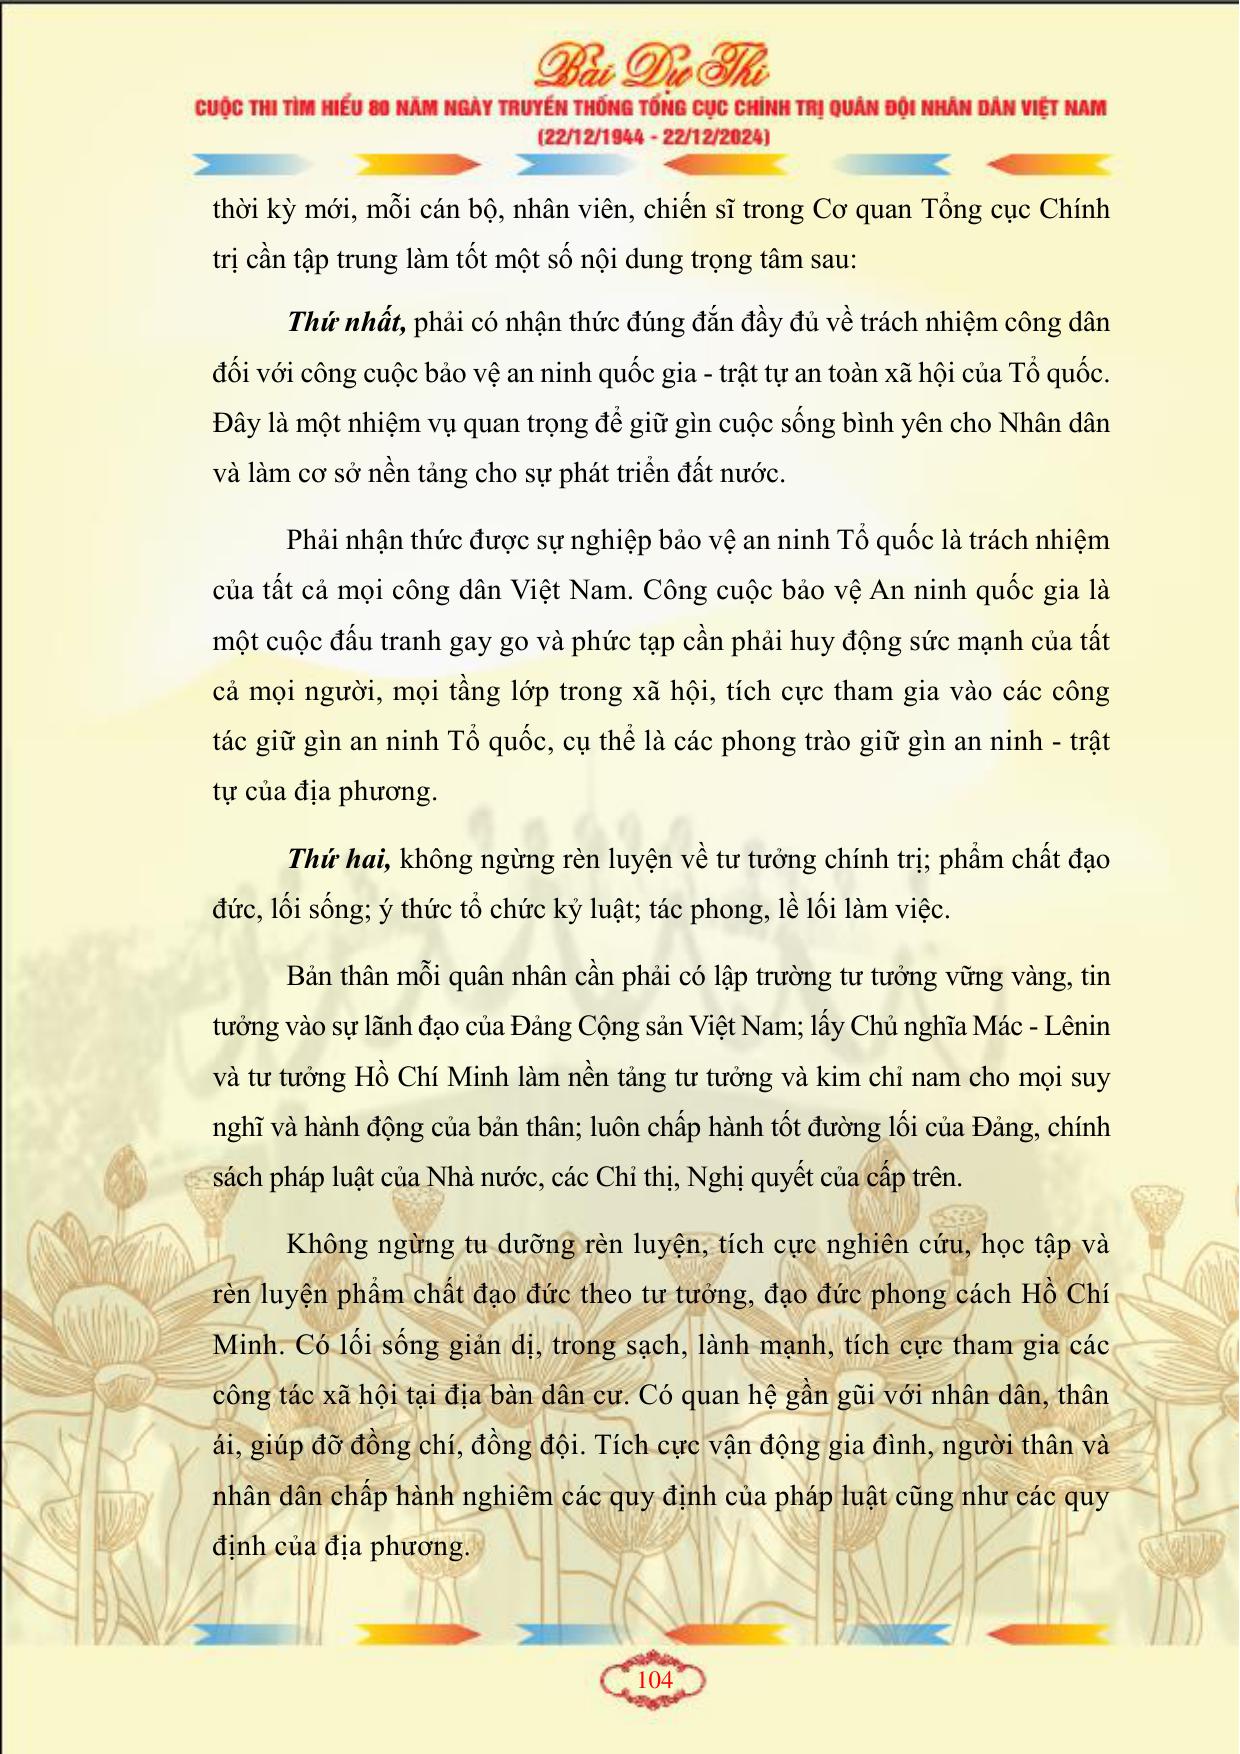 Bài Dự Thi
CUỘC THI TÌM HIỂU 80 NĂM NGÀY TRUYỀN THỐNG TỔNG CỤC CHÍNH TRỊ QUÂN ĐỘI NHÂN DÂN VIỆT NAM
(22/12/1944 - 22/12/2024)
thời kỳ mới, mỗi cán bộ, nhân viên, chiến sĩ trong Cơ quan Tổng cục Chính
trị cần tập trung làm tốt một số nội dung trọng tâm sau:
Thứ nhất, phải có nhận thức đúng đắn đầy đủ về trách nhiệm công dân
đối với công cuộc bảo vệ an ninh quốc gia - trật tự an toàn xã hội của Tổ quốc.
Đây là một nhiệm vụ quan trọng để giữ gìn cuộc sống bình yên cho Nhân dân
và làm cơ sở nền tảng cho sự phát triển đất nước.
Phải nhận thức được sự nghiệp bảo vệ an ninh Tổ quốc là trách nhiệm
của tất cả mọi công dân Việt Nam. Công cuộc bảo vệ An ninh quốc gia là
một cuộc đấu tranh gay go và phức tạp cần phải huy động sức mạnh của tất
cả mọi người, mọi tầng lớp trong xã hội, tích cực tham gia vào các công
tác giữ gìn an ninh Tổ quốc, cụ thể là các phong trào giữ gìn an ninh - trật
tự của địa phương.
Thứ hai, không ngừng rèn luyện về tư tưởng chính trị; phẩm chất đạo
đức, lối sống; ý thức tổ chức kỷ luật; tác phong, lề lối làm việc.
Bản thân mỗi quân nhân cần phải có lập trường tư tưởng vững vàng, tin
tưởng vào sự lãnh đạo của Đảng Cộng sản Việt Nam; lấy Chủ nghĩa Mác - Lênin
và tư tưởng Hồ Chí Minh làm nền tảng tư tưởng và kim chỉ nam cho mọi suy
nghĩ và hành động của bản thân; luôn chấp hành tốt đường lối của Đảng, chính
sách pháp luật của Nhà nước, các Chỉ thị, Nghị quyết của cấp trên.
Không ngừng tu dưỡng rèn luyện, tích cực nghiên cứu, học tập và
rèn luyện phẩm chất đạo đức theo tư tưởng, đạo đức phong cách Hồ Chí
Minh. Có lối sống giản dị, trong sạch, lành mạnh, tích cực tham gia các
công tác xã hội tại địa bàn dân cư. Có quan hệ gần gũi với nhân dân, thân
ái, giúp đỡ đồng chí, đồng đội. Tích cực vận động gia đình, người thân và
nhân dân chấp hành nghiêm các quy định của pháp luật cũng như các quy
định của địa phương.
104